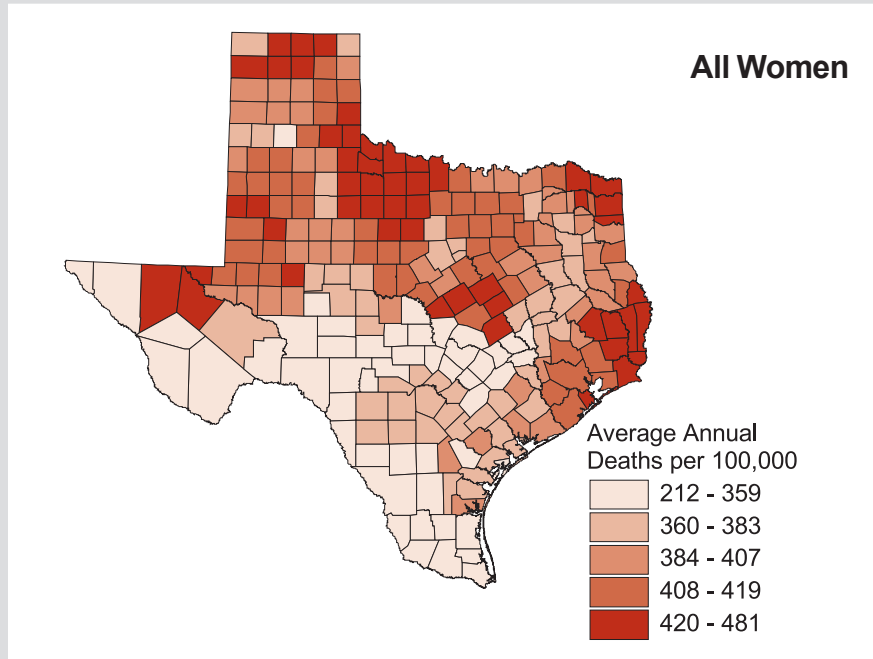 All Women
Average Annual
Deaths per 100,000
212 - 359
360 - 383
384 - 407
408 - 419
420 - 481